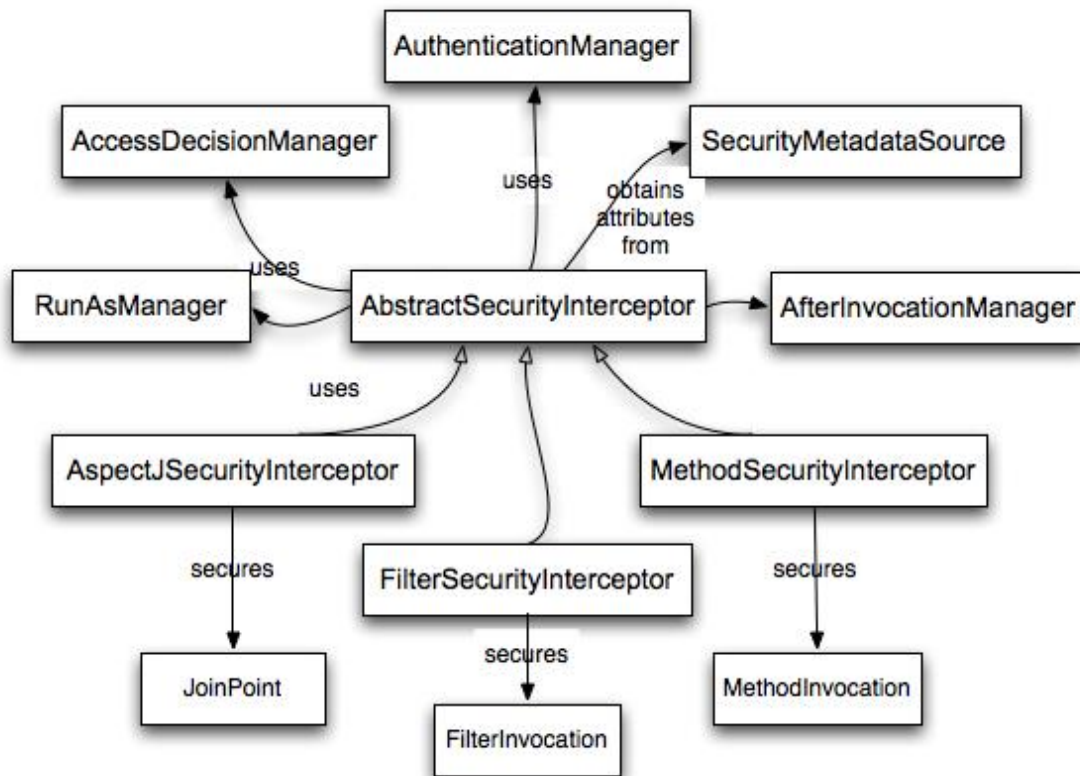 AuthenticationManager
AccessDecisionManager
SecurityMetadataSource
uses
obtains
attributes
from
uses
RunAsManager
AbstractSecurityInterceptor
AfterInvocationManager
uses
AspectJSecurityInterceptor
MethodSecurityInterceptor
secures
FilterSecurityInterceptor
secures
secures
JoinPoint
MethodInvocation
FilterInvocation